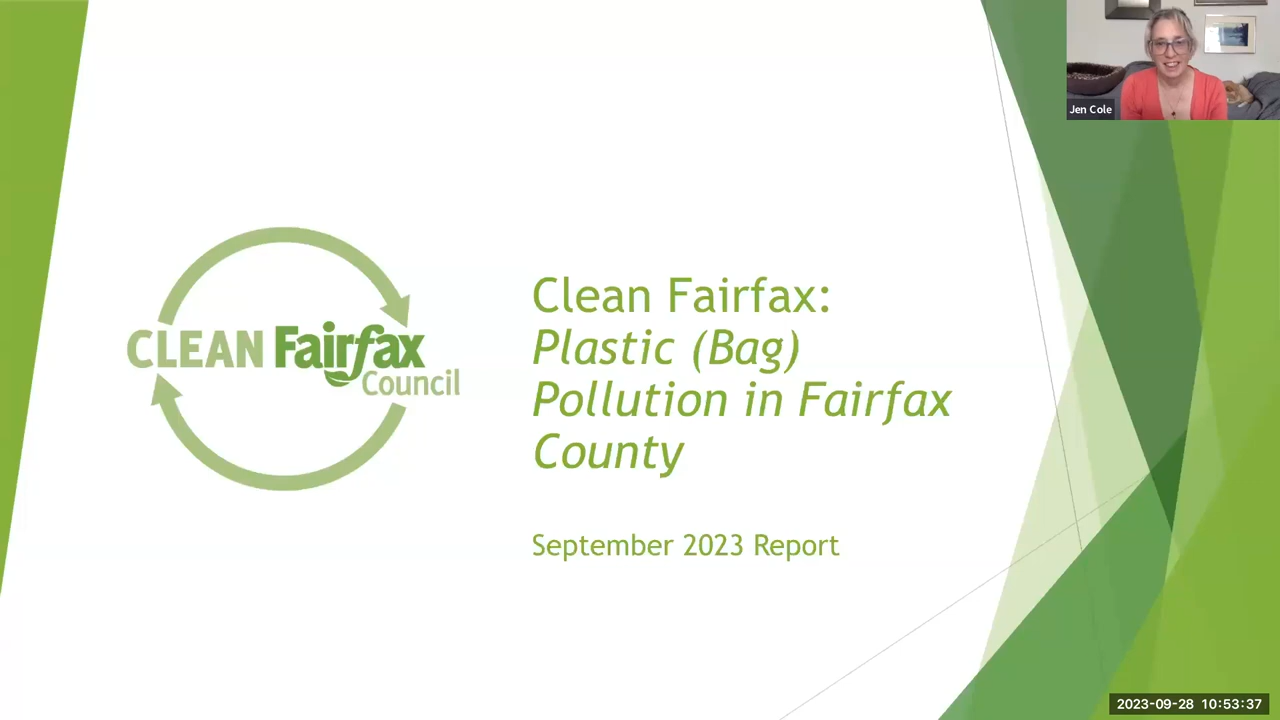 Jen Cole
CLEAN Fairfax
Council
Clean Fairfax:
Plastic (Bag)
Pollution in Fairfax
County
September 2023 Report
2023-09-28 10:53:37